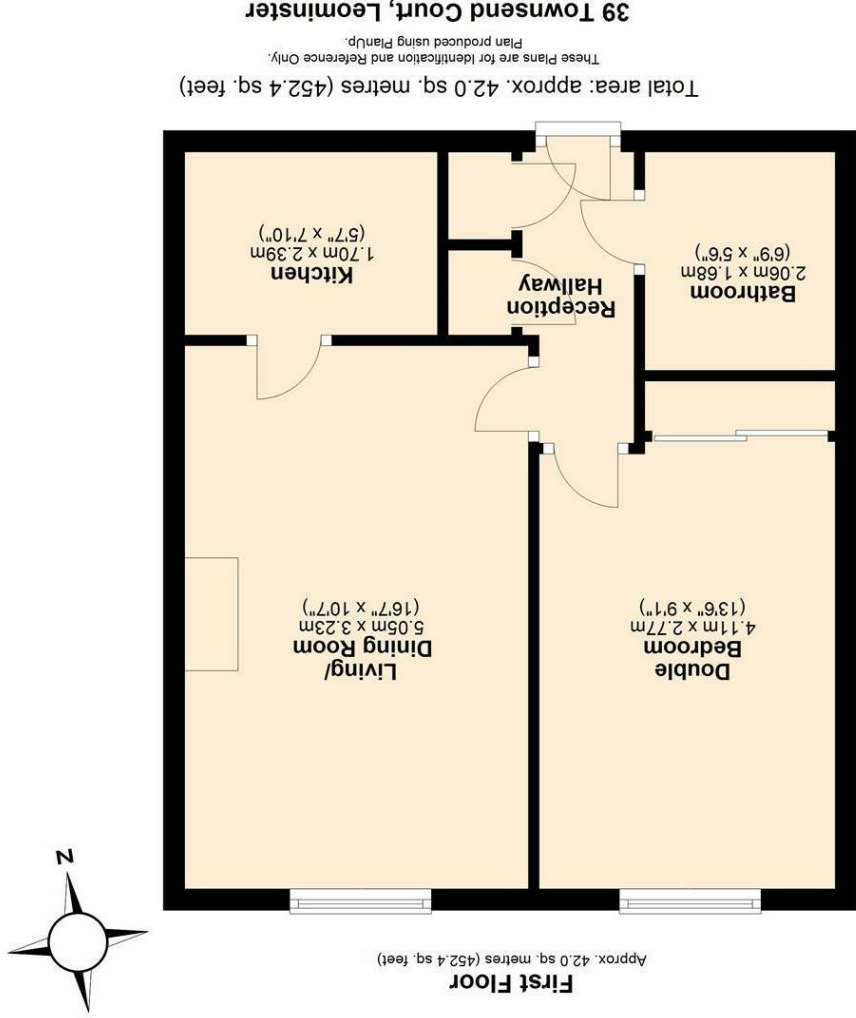 First Floor
Approx. 42.0 sq. metres (452.4 sq. feet)
N
Double
Bedroom
4.11m x 2.77m
(13'6" x 9'1")
Living/
Dining Room
5.05m x 3.23m
(16'7" x 10'7")
Bathroom
2.06m x 1.68m
(6'9" x 5'6")
Reception
Hallway
Kitchen
1.70m x 2.39m
(5'7" x 7'10")
Total area: approx. 42.0 sq. metres (452.4 sq. feet)
These Plans are for Identification and Reference Only.
Plan produced using PlanUp.
39 Townsend Court, Leominster